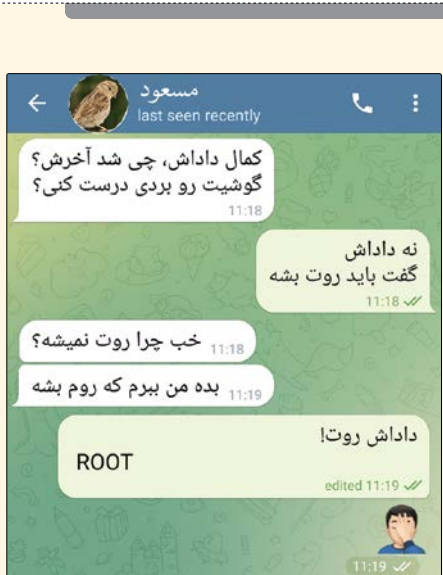 مسعود
last seen recently
کمال داداش، چی شد آخرش؟
گوشیت رو بردی درست کنی؟
11:18
نه داداش
گفت باید روت بشه
11:18
خب چرا روت نمیشه؟
11:18
بده من ببرم که روم بشه
11:19
داداش روت!
ROOT
edited 11:19
11:19